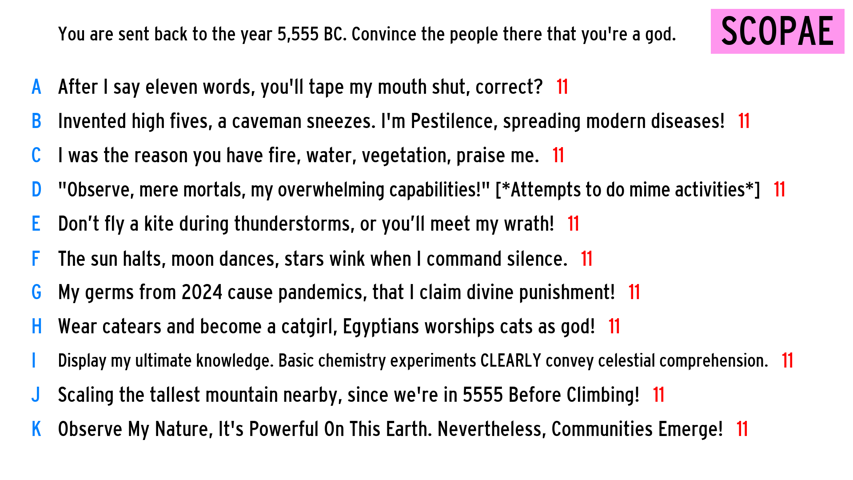 You are sent back to the year 5,555 BC. Convince the people there that you're a god. SCOPAE
A After I say eleven words, you'll tape my mouth shut, correct? 11
B Invented high fives, a caveman sneezes. I'm Pestilence, spreading modern diseases! 11
C I was the reason you have fire, water, vegetation, praise me. 11
D "Observe, mere mortals, my overwhelming capabilities!" [*Attempts to do mime activities*] 11
E Don’t fly a kite during thunderstorms, or you’ll meet my wrath! 11
F The sun halts, moon dances, stars wink when I command silence. 11
G My germs from 2024 cause pandemics, that I claim divine punishment! 11
H Wear catears and become a catgirl, Egyptians worships cats as god! 11
I Display my ultimate knowledge. Basic chemistry experiments CLEARLY convey celestial comprehension. 11
J Scaling the tallest mountain nearby, since we're in 5555 Before Climbing! 11
K Observe My Nature, It's Powerful On This Earth. Nevertheless, Communities Emerge! 11